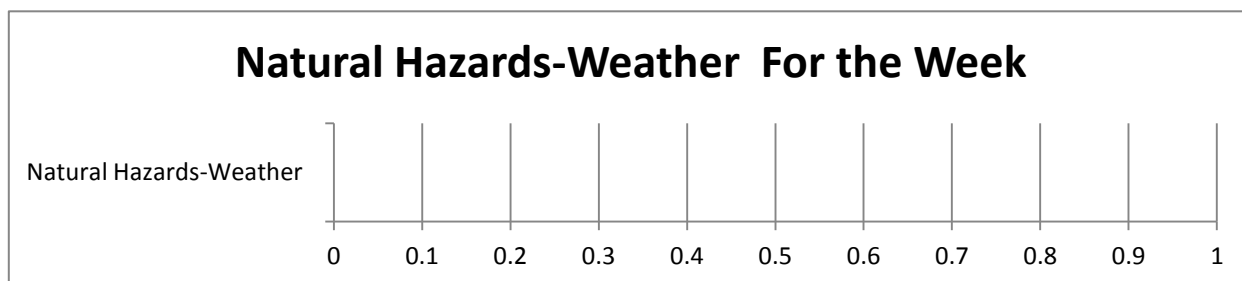 Natural Hazards-Weather  For the Week
Natural Hazards-Weather
0 0.1 0.2 0.3 0.4 0.5 0.6 0.7 0.8 0.9 1